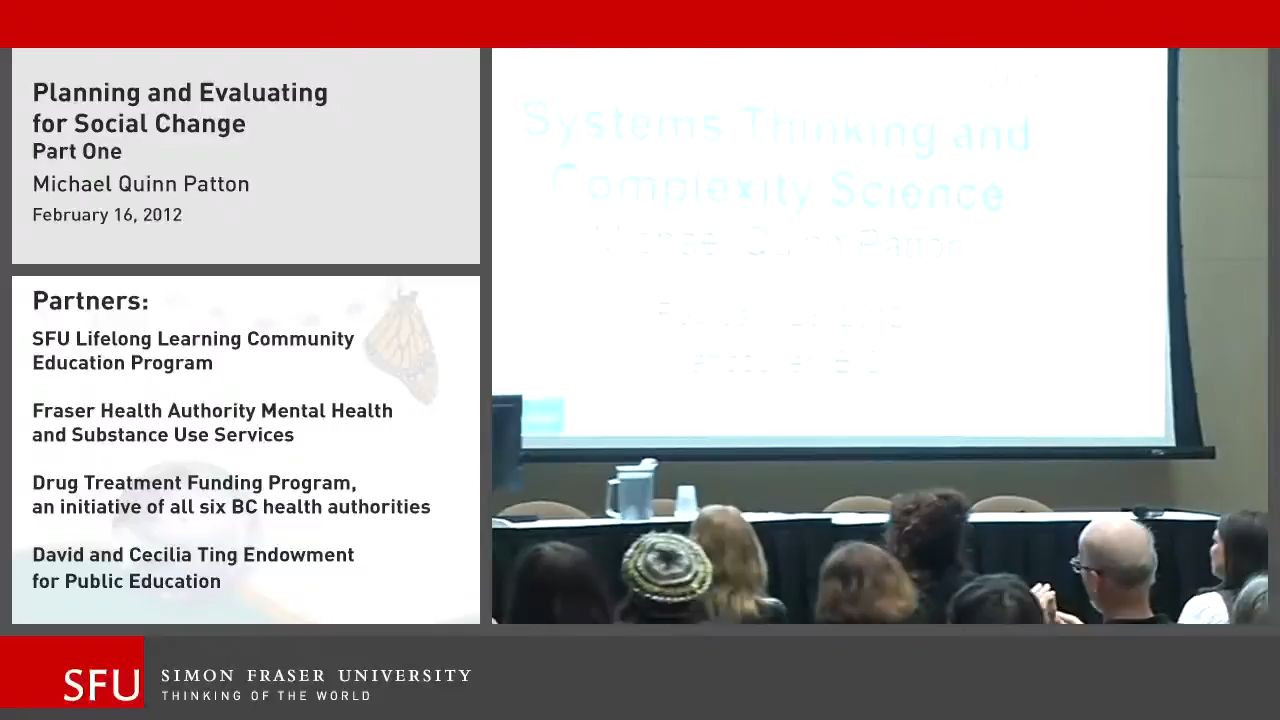 Planning and Evaluating
for Social Change
Part One
Michael Quinn Patton
February 16, 2012
Partners:
SFU Lifelong Learning Community
Education Program
Fraser Health Authority Mental Health
and Substance Use Services
Drug Treatment Funding Program,
an initiative of all six BC health authorities
David and Cecilia Ting Endowment
for Public Education
Systems Thinking and
Complexity Science
Michael Quinn Patton
SFU
SIMON FRASER UNIVERSITY
THINKING OF THE WORLD